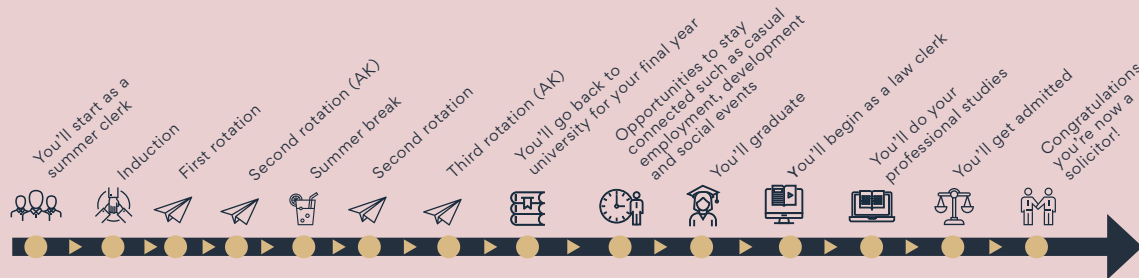 You'll start as a
summer clerk
Induction
First rotation
Second rotation (AK)
Summer break
Second rotation
Third rotation (AK)
You'll go back to
university for your final year
Opportunities to stay
connected such as casual
employment, development
and social events
You'll graduate
You'll begin as a law clerk
You'll do your
professional studies
You'll get admitted
Congratulations
you're now a
solicitor!